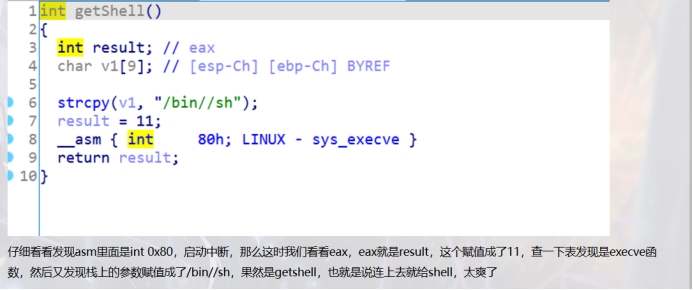 1 int getShell()
2 {
3 int result; // eax
4 char v1[9]; // [esp-Ch] [ebp-Ch] BYREF
5
6 strcpy(v1, "/bin//sh");
7 result = 11;
8 __asm { int 80h; LINUX - sys_execve }
9 return result;
10 }
仔细看看发现asm里面是int 0x80，启动中断，那么这时我们看看eax，eax就是result，这个赋值成了11，查一下表发现是execve函
数，然后又发现栈上的参数赋值成了/bin//sh，果然是getshell，也就是说连上去就给shell，太爽了